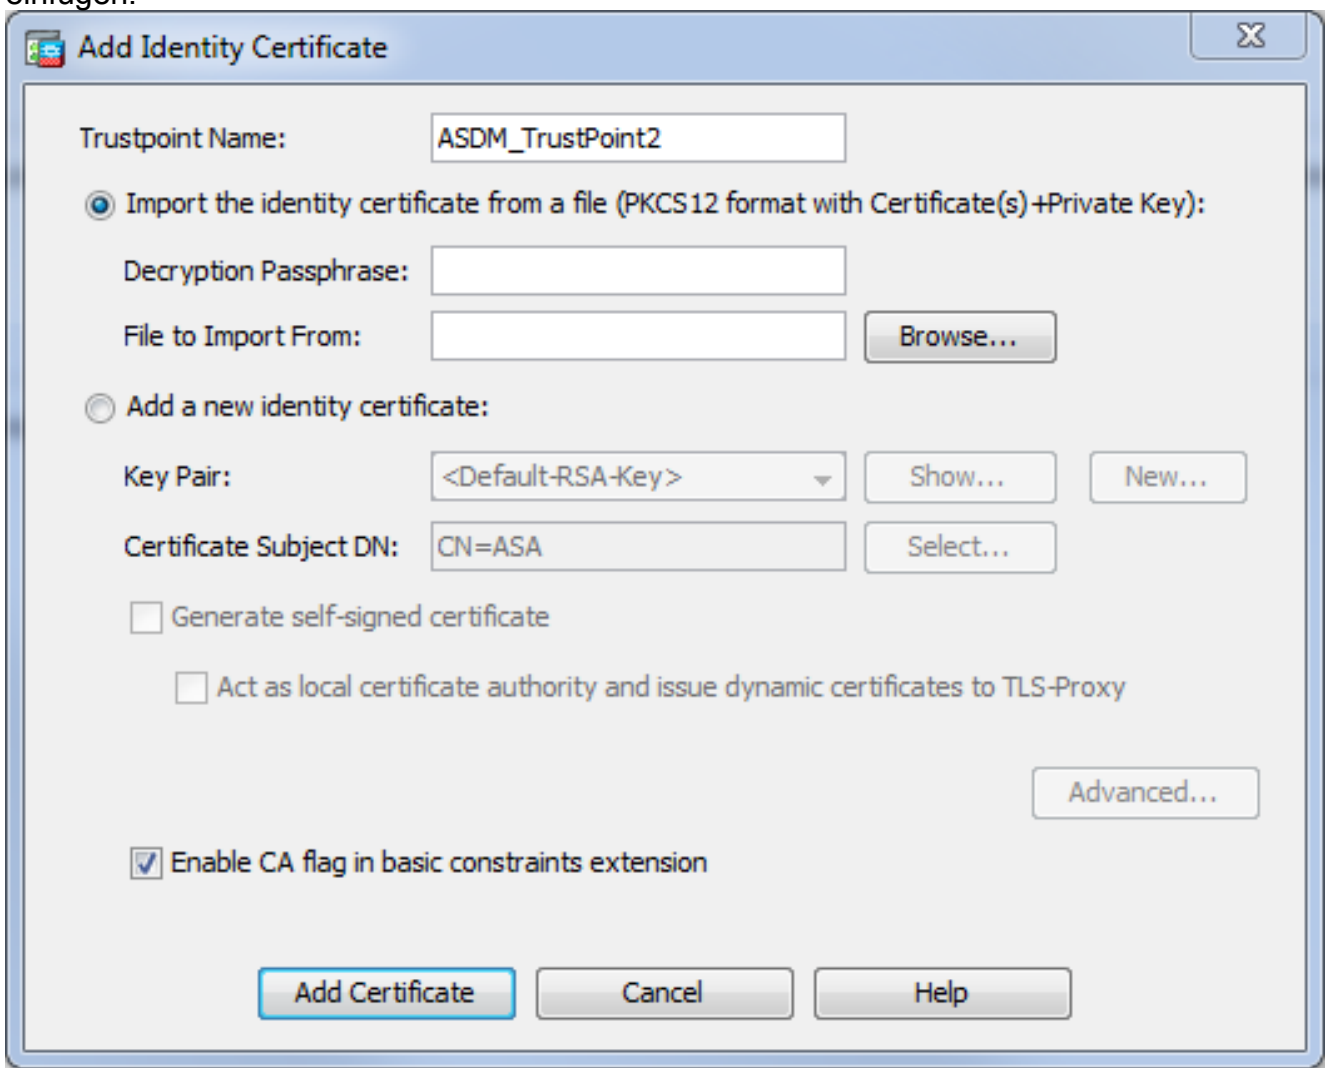 Add Identity Certificate
Trustpoint Name: ASDM_TrustPoint2
Import the identity certificate from a file (PKCS12 format with Certificate(s)+Private Key):
Decryption Passphrase:
File to Import From: Browse...
Add a new identity certificate:
Key Pair: <Default-RSA-Key> Show... New...
Certificate Subject DN: CN=ASA Select...
Generate self-signed certificate
Act as local certificate authority and issue dynamic certificates to TLS-Proxy
Advanced...
Enable CA flag in basic constraints extension
Add Certificate Cancel Help